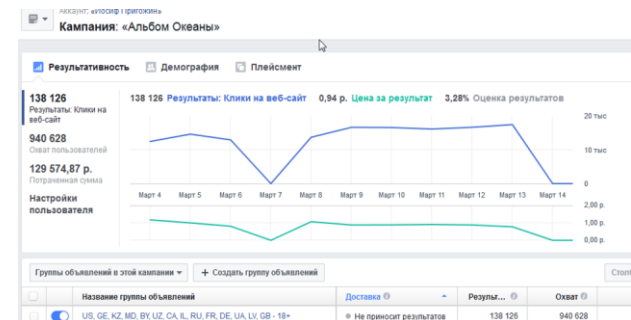 Аккаунт: «Иосиф Пригожин»
Кампания: «Альбом Океаны»
Результативность Демография Плейсмент
138 126
Результаты: Клики на веб-сайт
940 628
Охват пользователей
129 574,87 р.
Потраченная сумма
Настройки пользователя
138 126 Результаты: Клики на веб-сайт 0,94 р. Цена за результат 3,28% Оценка результатов
20 тыс
10 тыс
0
Март 4 Март 5 Март 6 Март 7 Март 8 Март 9 Март 10 Март 11 Март 12 Март 13 Март 14
2,00 р.
1,00 р.
0,00 р.
Группы объявлений в этой кампании + Создать группу объявлений Столб
Название группы объявлений Доставка Результ... Охват
US, GE, KZ, MD, BY, UZ, CA, IL, RU, FR, DE, UA, LV, GB - 18+ Не приносит результатов 138 126 940 628